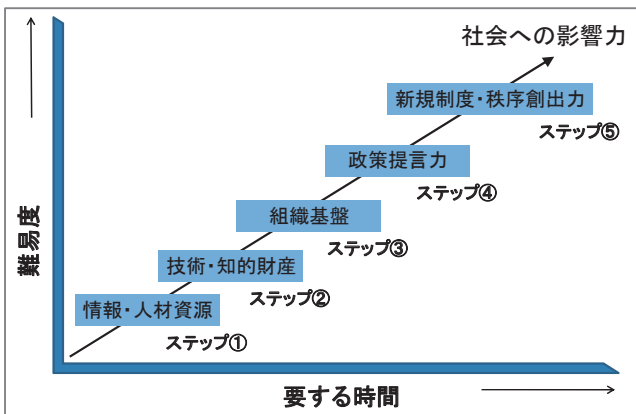 社会への影響力
新規制度・秩序創出力
ステップ⑤
政策提言力
ステップ④
組織基盤
ステップ③
技術・知的財産
ステップ②
情報・人材資源
ステップ①
難易度
要する時間